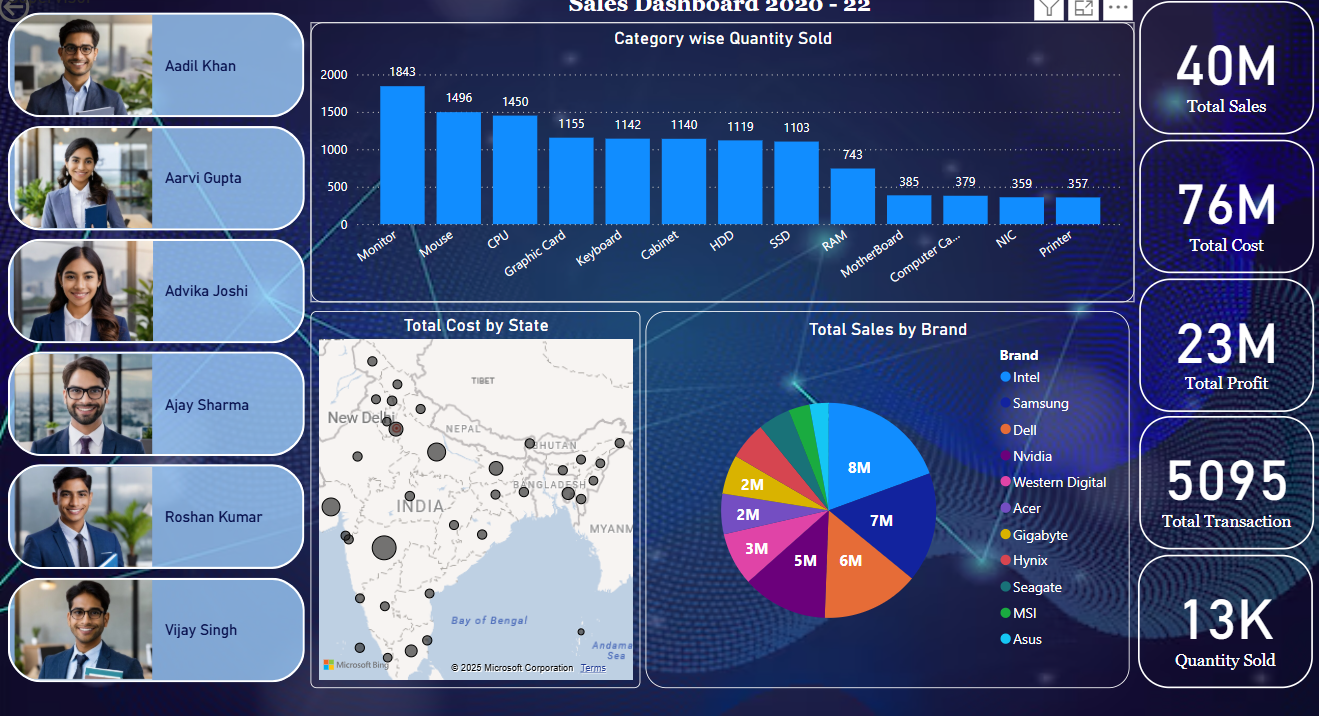 Sales Dashboard 2020 - 22
Aadil Khan
Aarvi Gupta
Advika Joshi
Ajay Sharma
Roshan Kumar
Vijay Singh
Category wise Quantity Sold
2000
1500
1000
500
0
1843
1496
1450
1155
1142
1140
1119
1103
743
385
379
359
357
Monitor
Mouse
CPU
Graphic Card
Keyboard
Cabinet
HDD
SSD
RAM
MotherBoard
Computer Ca...
NIC
Printer
Total Cost by State
TIBET
New Delhi
NEPAL
BHUTAN
BANGLADESH
INDIA
MYANM
Bay of Bengal
Andama
Sea
Microsoft Bing
© 2025 Microsoft Corporation Terms
Total Sales by Brand
8M
7M
6M
5M
3M
2M
2M
Brand
Intel
Samsung
Dell
Nvidia
Western Digital
Acer
Gigabyte
Hynix
Seagate
MSI
Asus
40M
Total Sales
76M
Total Cost
23M
Total Profit
5095
Total Transaction
13K
Quantity Sold